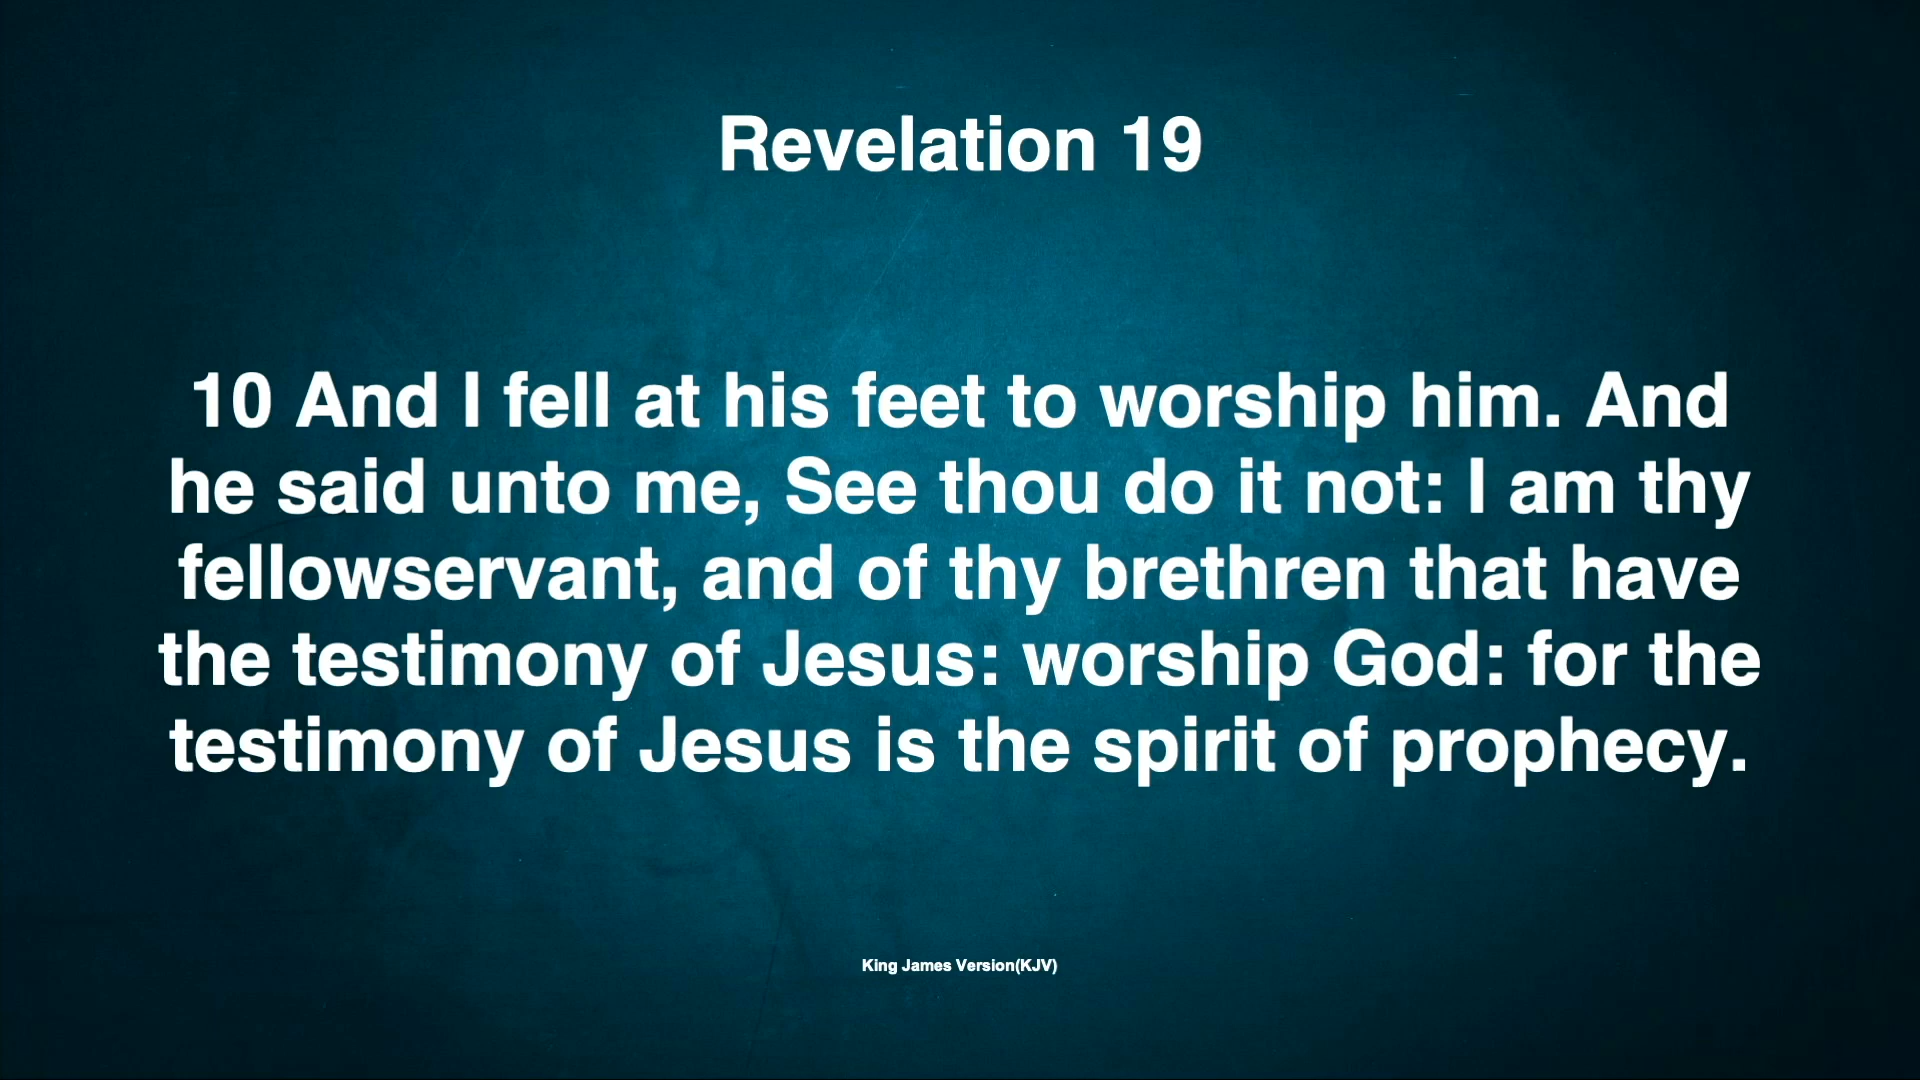 Revelation 19
10 And I fell at his feet to worship him. And
he said unto me, See thou do it not: I am thy
fellowservant, and of thy brethren that have
the testimony of Jesus: worship God: for the
testimony of Jesus is the spirit of prophecy.
King James Version(KJV)